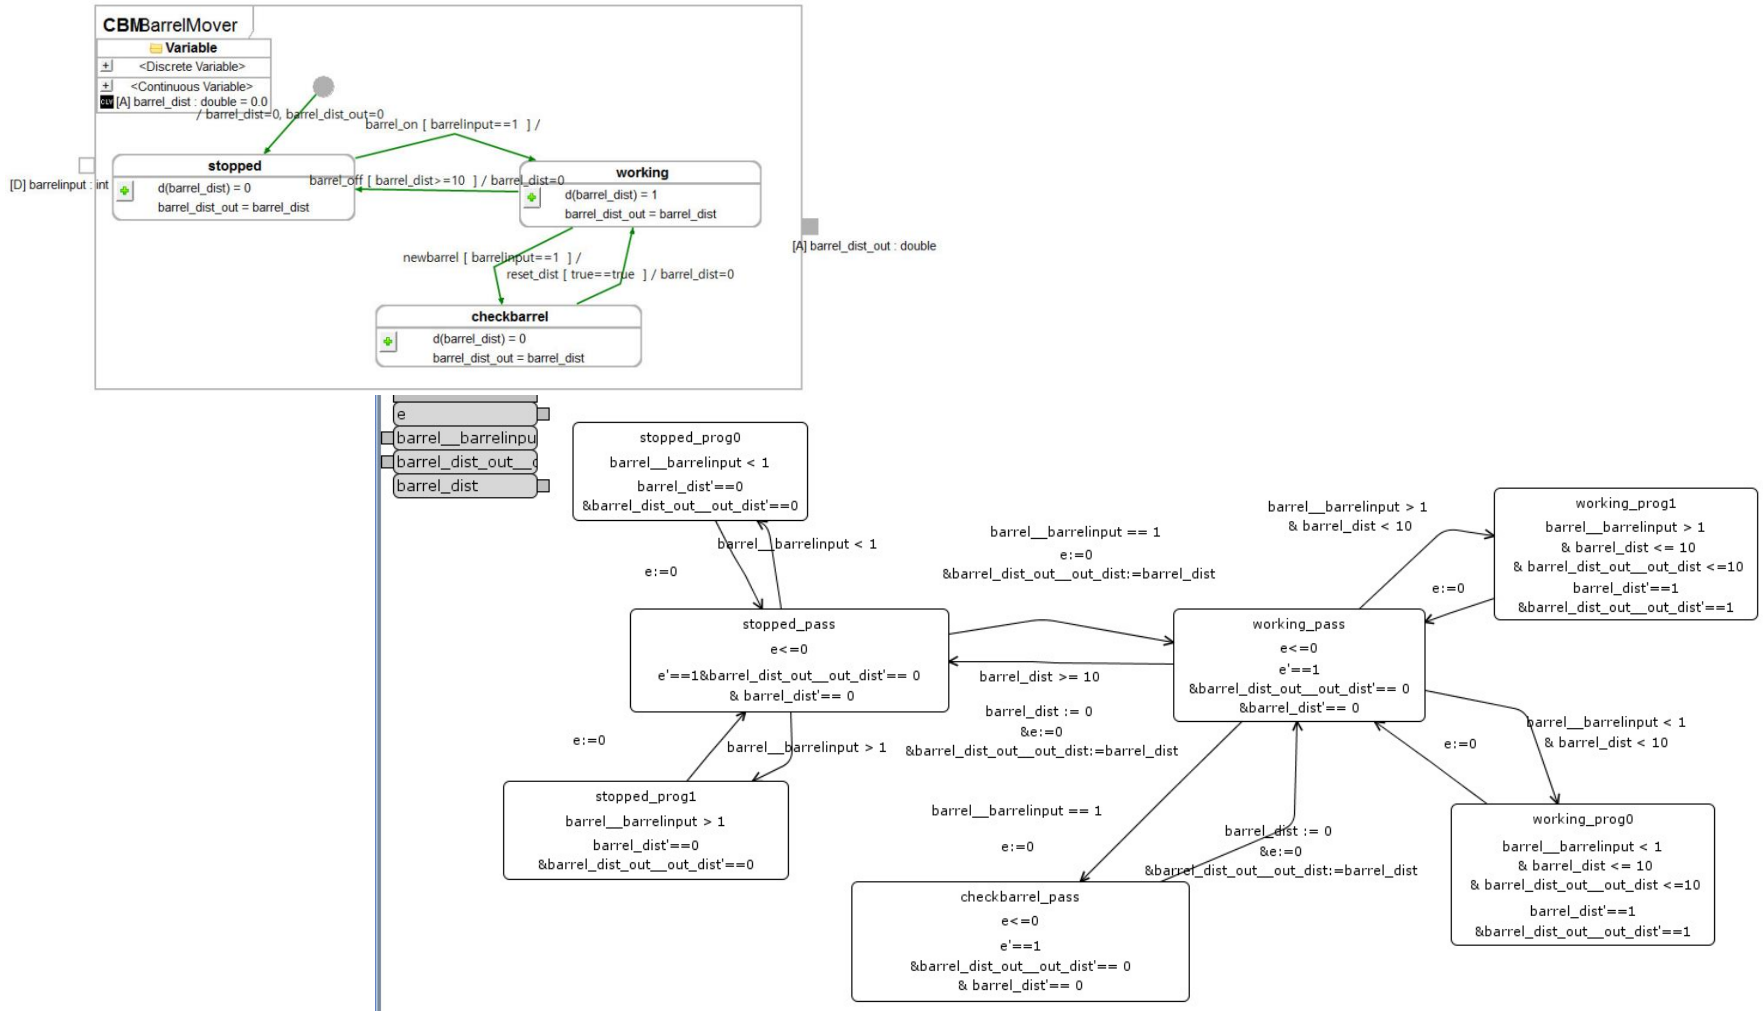 CBMBarrelMover
Variable
<Discrete Variable>
<Continuous Variable>
[A] barrel_dist : double = 0.0
/ barrel_dist=0, barrel_dist_out=0
barrel_on [ barrelinput==1 ] /
[D] barrelinput : int
stopped
d(barrel_dist) = 0
barrel_dist_out = barrel_dist
barrel_off [ barrel_dist>=10 ] / barrel_dist=0
working
d(barrel_dist) = 1
barrel_dist_out = barrel_dist
[A] barrel_dist_out : double
newbarrel [ barrelinput==1 ] /
reset_dist [ true==true ] / barrel_dist=0
checkbarrel
d(barrel_dist) = 0
barrel_dist_out = barrel_dist
e
barrel__barrelinpu
barrel_dist_out__
barrel_dist
stopped_prog0
barrel__barrelinput < 1
barrel_dist'==0
&barrel_dist_out__out_dist'==0
barrel__barrelinput < 1
e:=0
barrel__barrelinput == 1
e:=0
&barrel_dist_out__out_dist:=barrel_dist
barrel__barrelinput > 1
& barrel_dist < 10
working_prog1
barrel__barrelinput > 1
& barrel_dist <= 10
& barrel_dist_out__out_dist <=10
barrel_dist'==1
&barrel_dist_out__out_dist'==1
e:=0
stopped_pass
e<=0
e'==1&barrel_dist_out__out_dist'== 0
& barrel_dist'== 0
barrel_dist >= 10
barrel_dist := 0
&e:=0
&barrel_dist_out__out_dist:=barrel_dist
working_pass
e<=0
e'==1
&barrel_dist_out__out_dist'== 0
&barrel_dist'== 0
barrel__barrelinput < 1
& barrel_dist < 10
e:=0
e:=0
barrel__barrelinput > 1
stopped_prog1
barrel__barrelinput > 1
barrel_dist'==0
&barrel_dist_out__out_dist'==0
barrel__barrelinput == 1
e:=0
barrel_dist := 0
&e:=0
&barrel_dist_out__out_dist:=barrel_dist
working_prog0
barrel__barrelinput < 1
& barrel_dist <= 10
& barrel_dist_out__out_dist <=10
barrel_dist'==1
&barrel_dist_out__out_dist'==1
checkbarrel_pass
e<=0
e'==1
&barrel_dist_out__out_dist'== 0
& barrel_dist'== 0